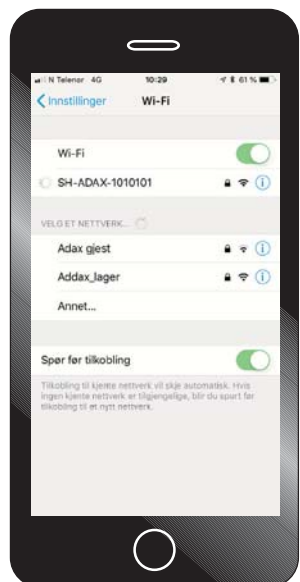 N Telenor 4G 10:29 61 %
Innstillinger Wi-Fi
Wi-Fi
SH-ADAX-1010101
VELG ET NETTVERK...
Adax gjest
Addax_lager
Annet...
Spør før tilkobling
Tilkobling til kjente nettverk vil skje automatisk. Hvis
ingen kjente nettverk er tilgjengelige, blir du spurt før
tilkobling til et nytt nettverk.